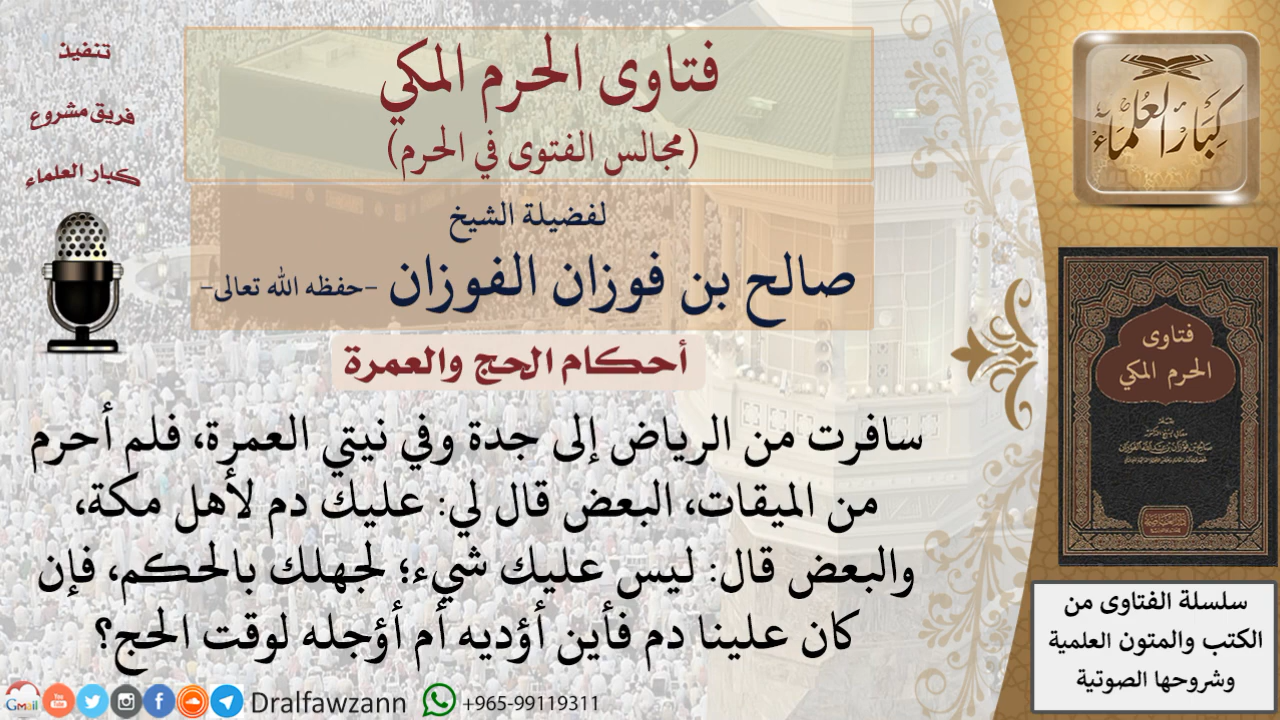 تنفيذ
فريق مشروع
كبار العلماء
فتاوى الحرم المكي
(مجالس الفتوى في الحرم)
لفضيلة الشيخ
صالح بن فوزان الفوزان -حفظه الله تعالى-
أحكام الحج والعمرة
سافرت من الرياض إلى جدة وفي نيتي العمرة، فلم أحرم
من الميقات، البعض قال لي: عليك دم لأهل مكة،
والبعض قال: ليس عليك شيء؛ لجهلك بالحكم، فإن
كان علينا دم فأين أؤديه أم أؤجله لوقت الحج؟
كبار العلماء
فتاوى
الحرم المكي
سلسلة الفتاوى من
الكتب والمتون العلمية
وشروحها الصوتية
Gmail
You Tube
Dralfawzann
+965-99119311